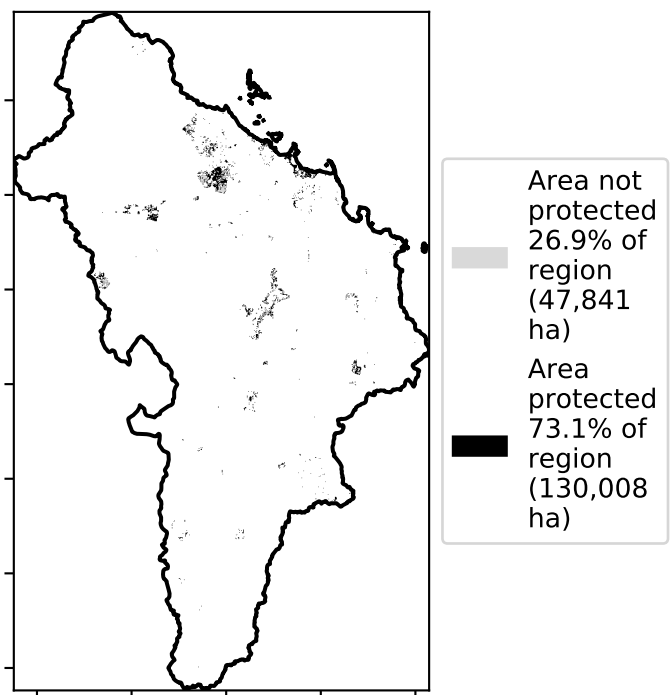 Area not
protected
26.9% of
region
(47,841
ha)
Area
protected
73.1% of
region
(130,008
ha)